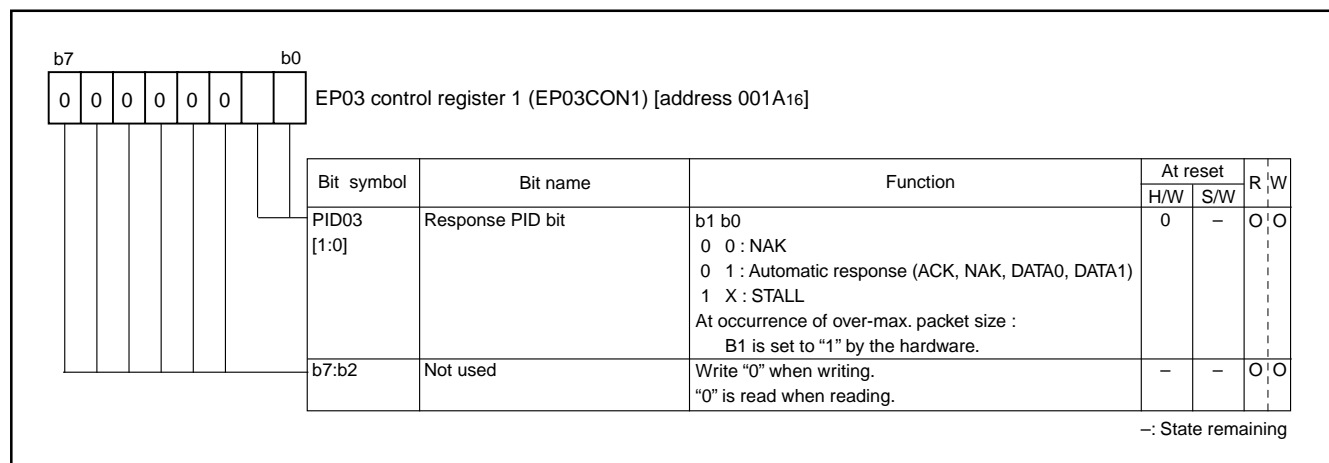 b7 b0
0 0 0 0 0 0 EP03 control register 1 (EP03CON1) [address 001A16]
Bit symbol Bit name Function At reset R W
H/W S/W
PID03 Response PID bit b1 b0 0 – O O
[1:0] 0 0 : NAK
0 1 : Automatic response (ACK, NAK, DATA0, DATA1)
1 X : STALL
At occurrence of over-max. packet size :
B1 is set to “1” by the hardware.
b7:b2 Not used Write “0” when writing. – – O O
“0” is read when reading.
–: State remaining